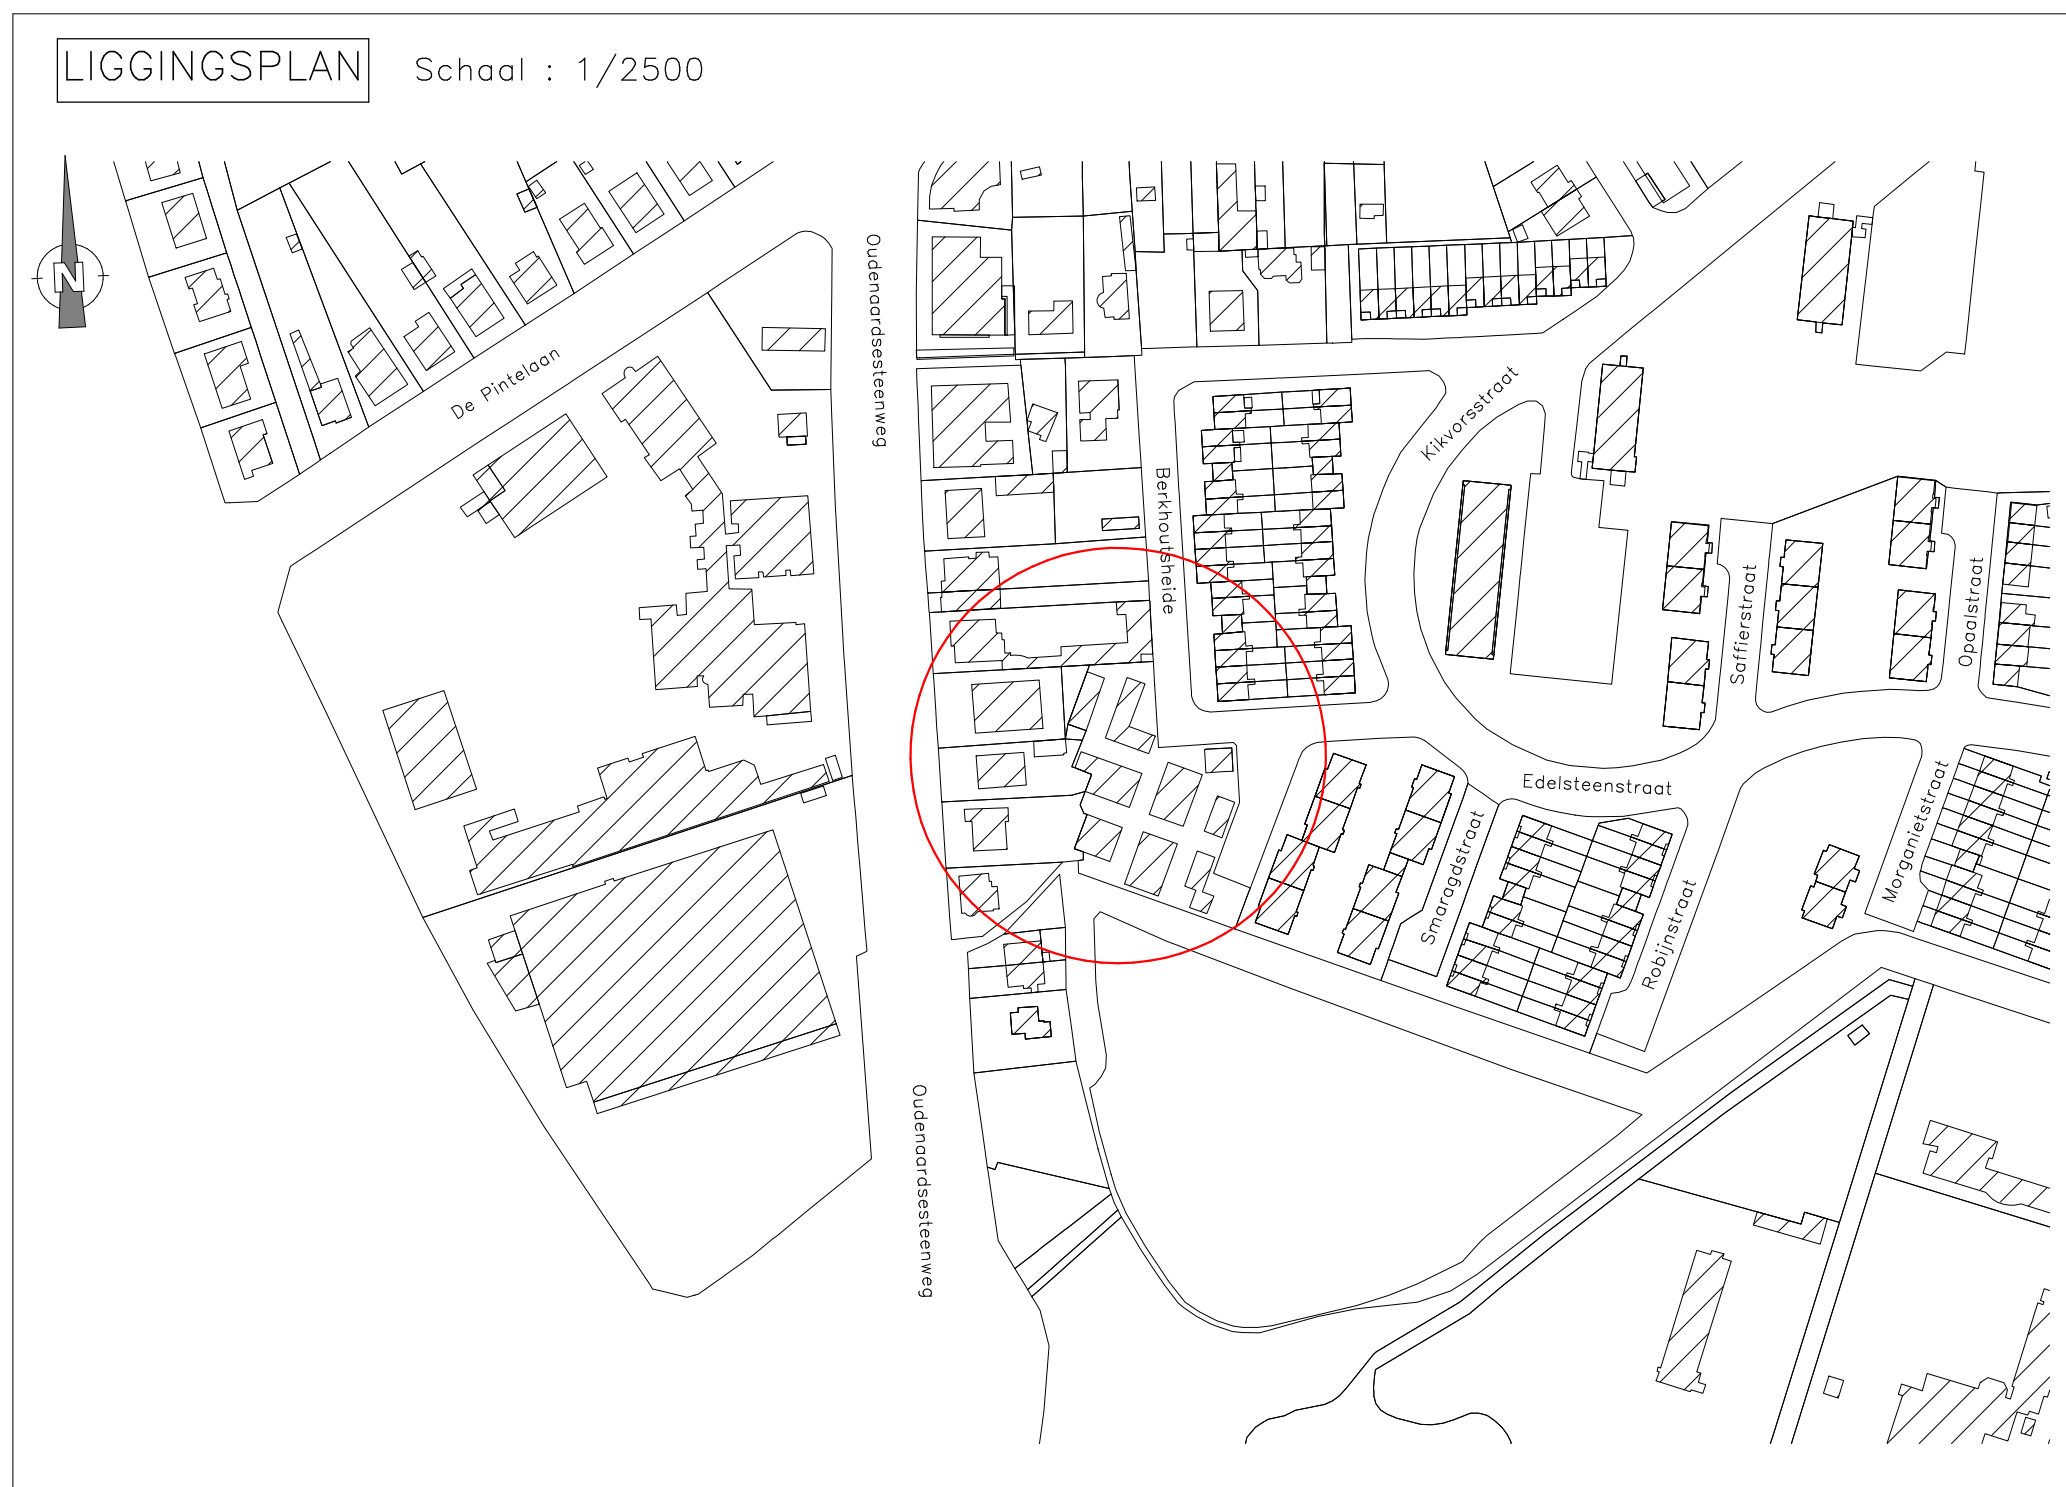 LIGGINGSPLAN
Schaal : 1/2500
N
De Pintelaan
Oudenaardsesteenweg
Berkhoutsheide
Kikvorsstraat
Saffierstraat
Opaalstraat
Edelsteenstraat
Smaragdstraat
Robijnstraat
Morganietstraat
Oudenaardsesteenweg